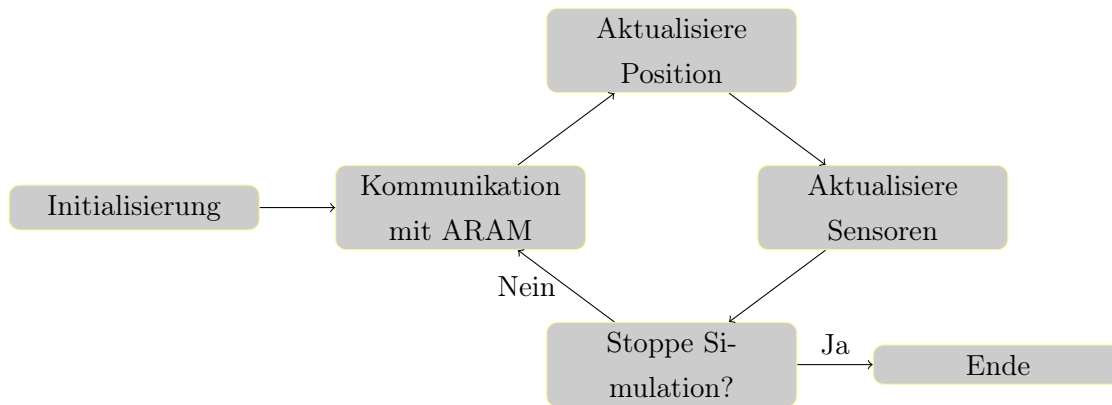 Aktualisiere
Position
Initialisierung
Kommunikation
mit ARAM
Aktualisiere
Sensoren
Nein
Stoppe Si-
mulation?
Ja
Ende